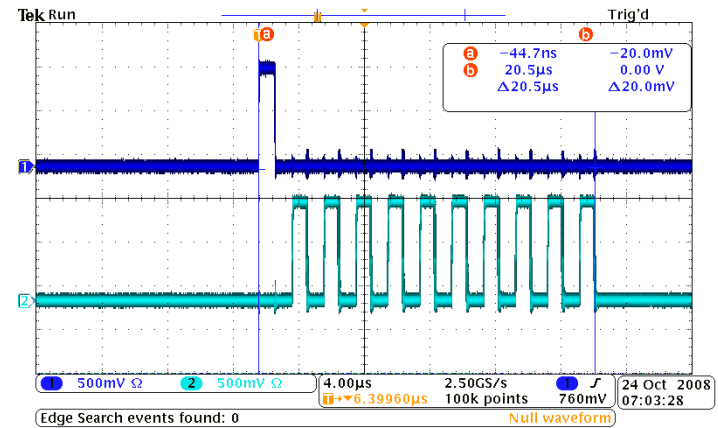 Tek Run Trig'd
T a b
a −44.7ns −20.0mV
b 20.5µs 0.00 V
Δ20.5µs Δ20.0mV
1
2
1 500mV Ω 2 500mV Ω 4.00µs 2.50GS/s 1 24 Oct 2008
T→▼6.39960µs 100k points 760mV 07:03:28
Edge Search events found: 0 Null waveform